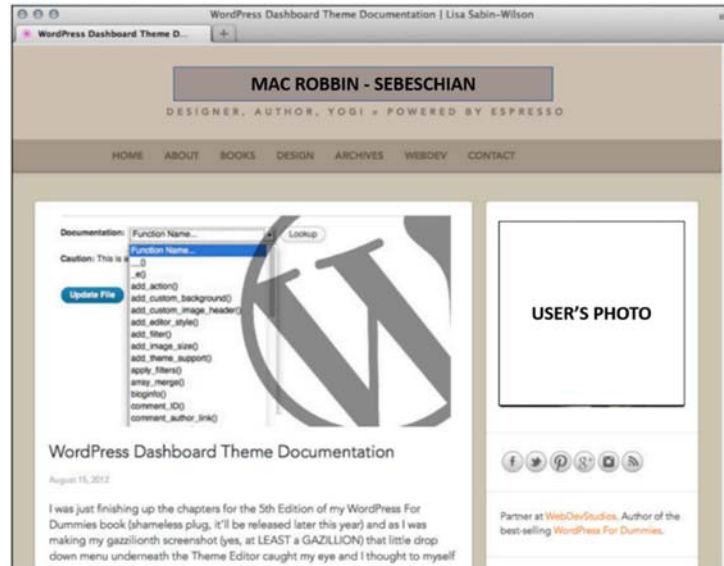 WordPress Dashboard Theme Documentation | Lisa Sabin-Wilson
WordPress Dashboard Theme D...
MAC ROBBIN - SEBESCHIAN
DESIGNER, AUTHOR, YOGI » POWERED BY ESPRESSO
HOME ABOUT BOOKS DESIGN ARCHIVES WEBDEV CONTACT
Documentation: Function Name... Lookup
Caution: This is a
Update File
Function Name...
__()
_e()
add_action()
add_custom_background()
add_custom_image_header()
add_editor_style()
add_filter()
add_image_size()
add_theme_support()
apply_filters()
array_merge()
bloginfo()
comment_ID()
comment_author_link()
WordPress Dashboard Theme Documentation
August 15, 2012
I was just finishing up the chapters for the 5th Edition of my WordPress For
Dummies book (shameless plug, it'll be released later this year) and as I was
making my gazzilionth screenshot (yes, at LEAST a GAZILLION) that little drop
down menu underneath the Theme Editor caught my eye and I thought to myself
USER'S PHOTO
Partner at WebDevStudios. Author of the
best-selling WordPress For Dummies.